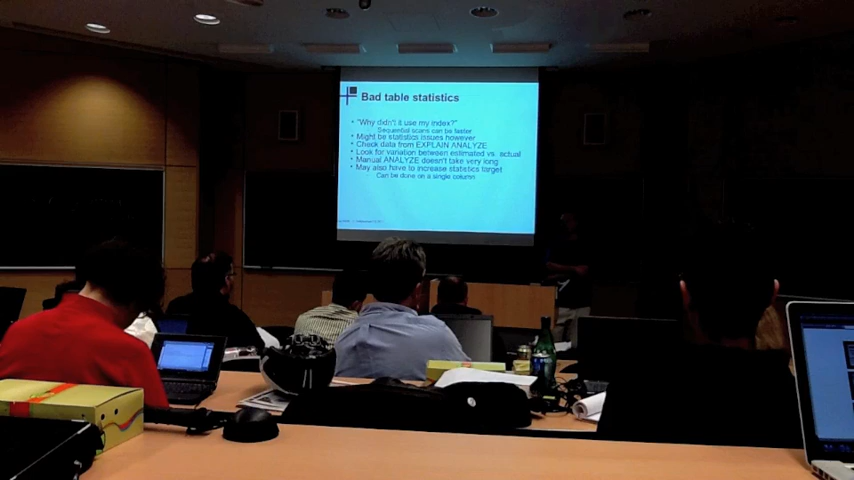 Bad table statistics
• "Why didn't it use my index?"
- Sequential scans can be faster
• Might be statistics issues however
• Check data from EXPLAIN ANALYZE
• Look for variation between estimated vs. actual
• Manual ANALYZE doesn't take very long
• May also have to increase statistics target
- Can be done on a single column